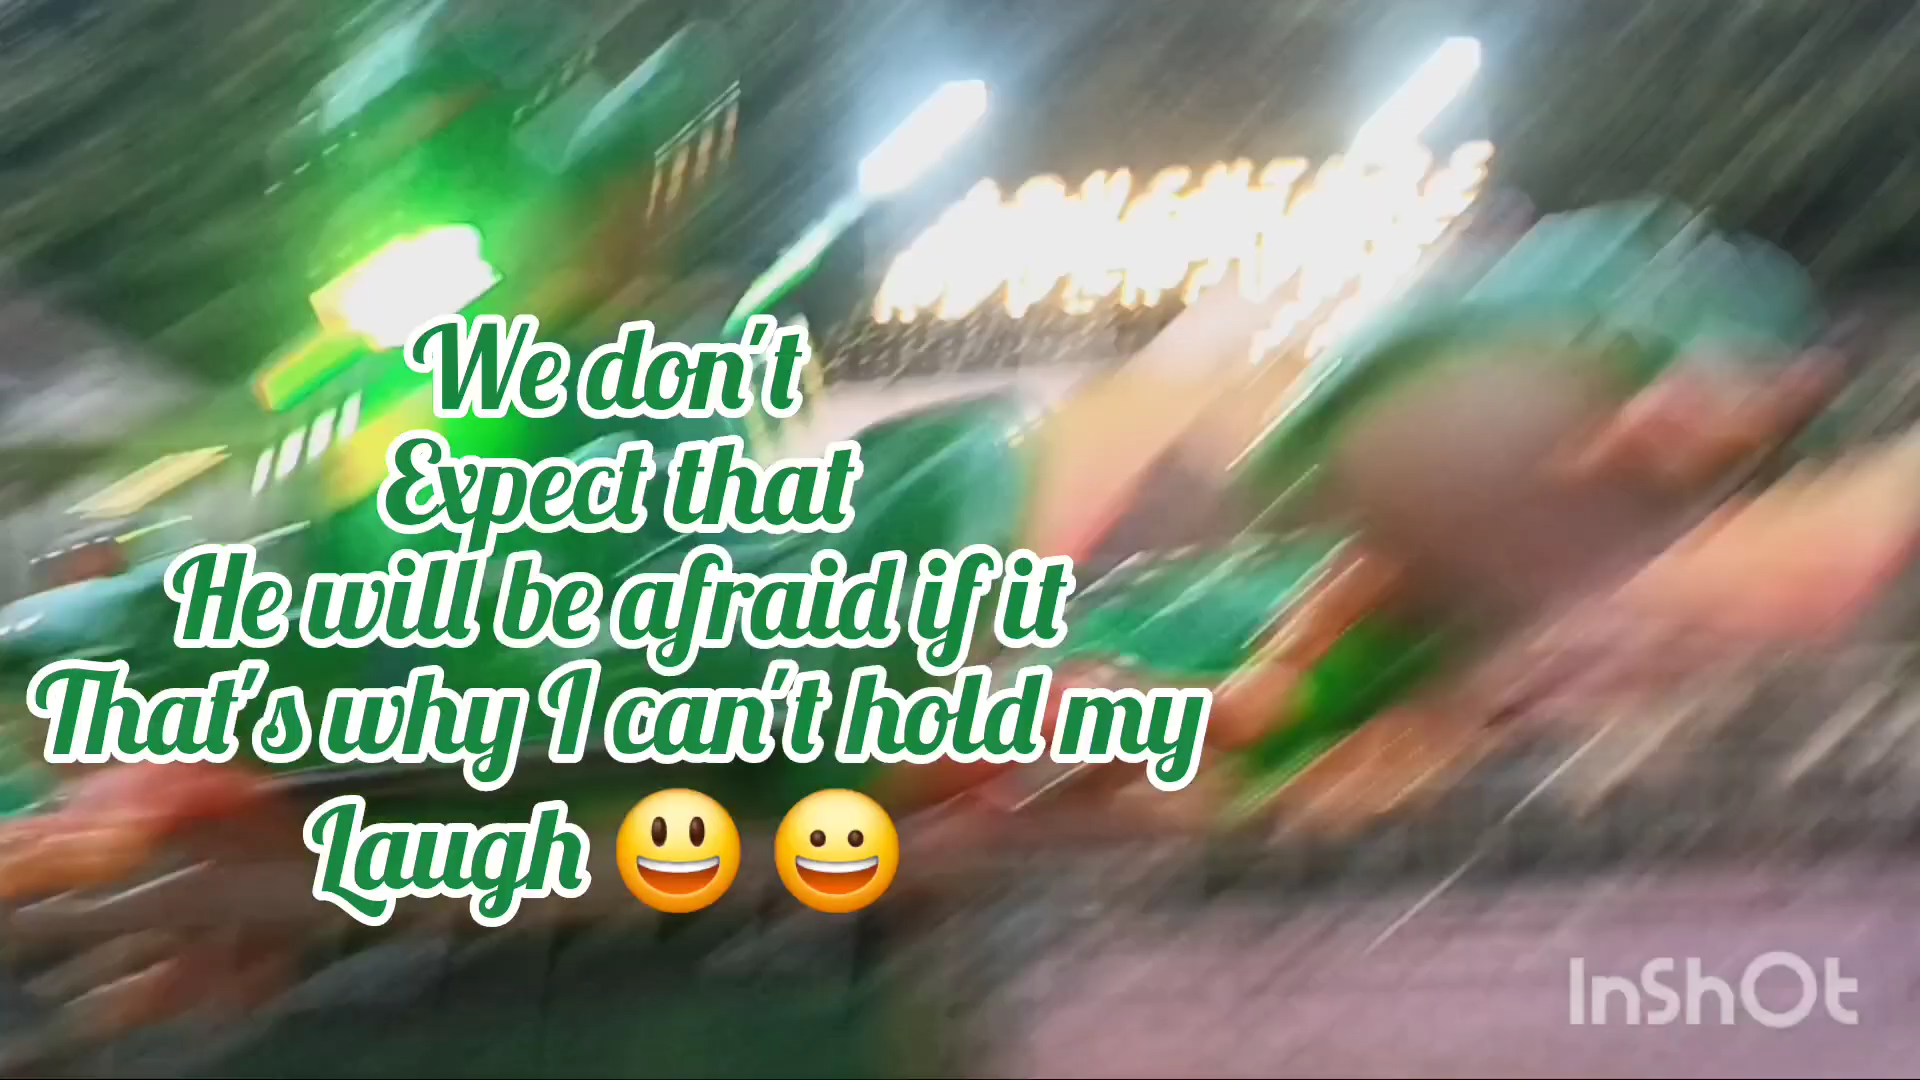 We don't
Expect that
He will be afraid if it
That's why I can't hold my
Laugh 😃 😀
InShOt